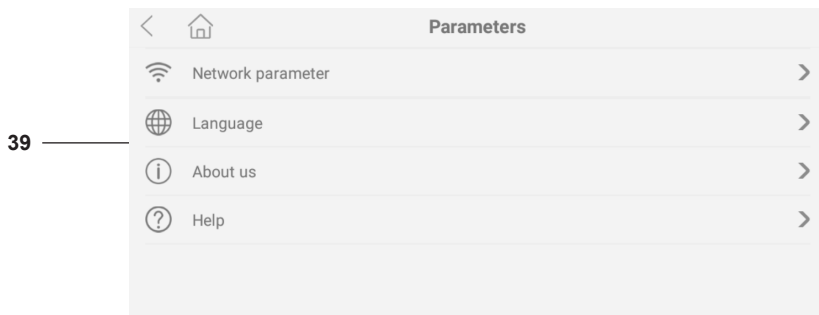 Parameters
Network parameter
Language
39
About us
Help